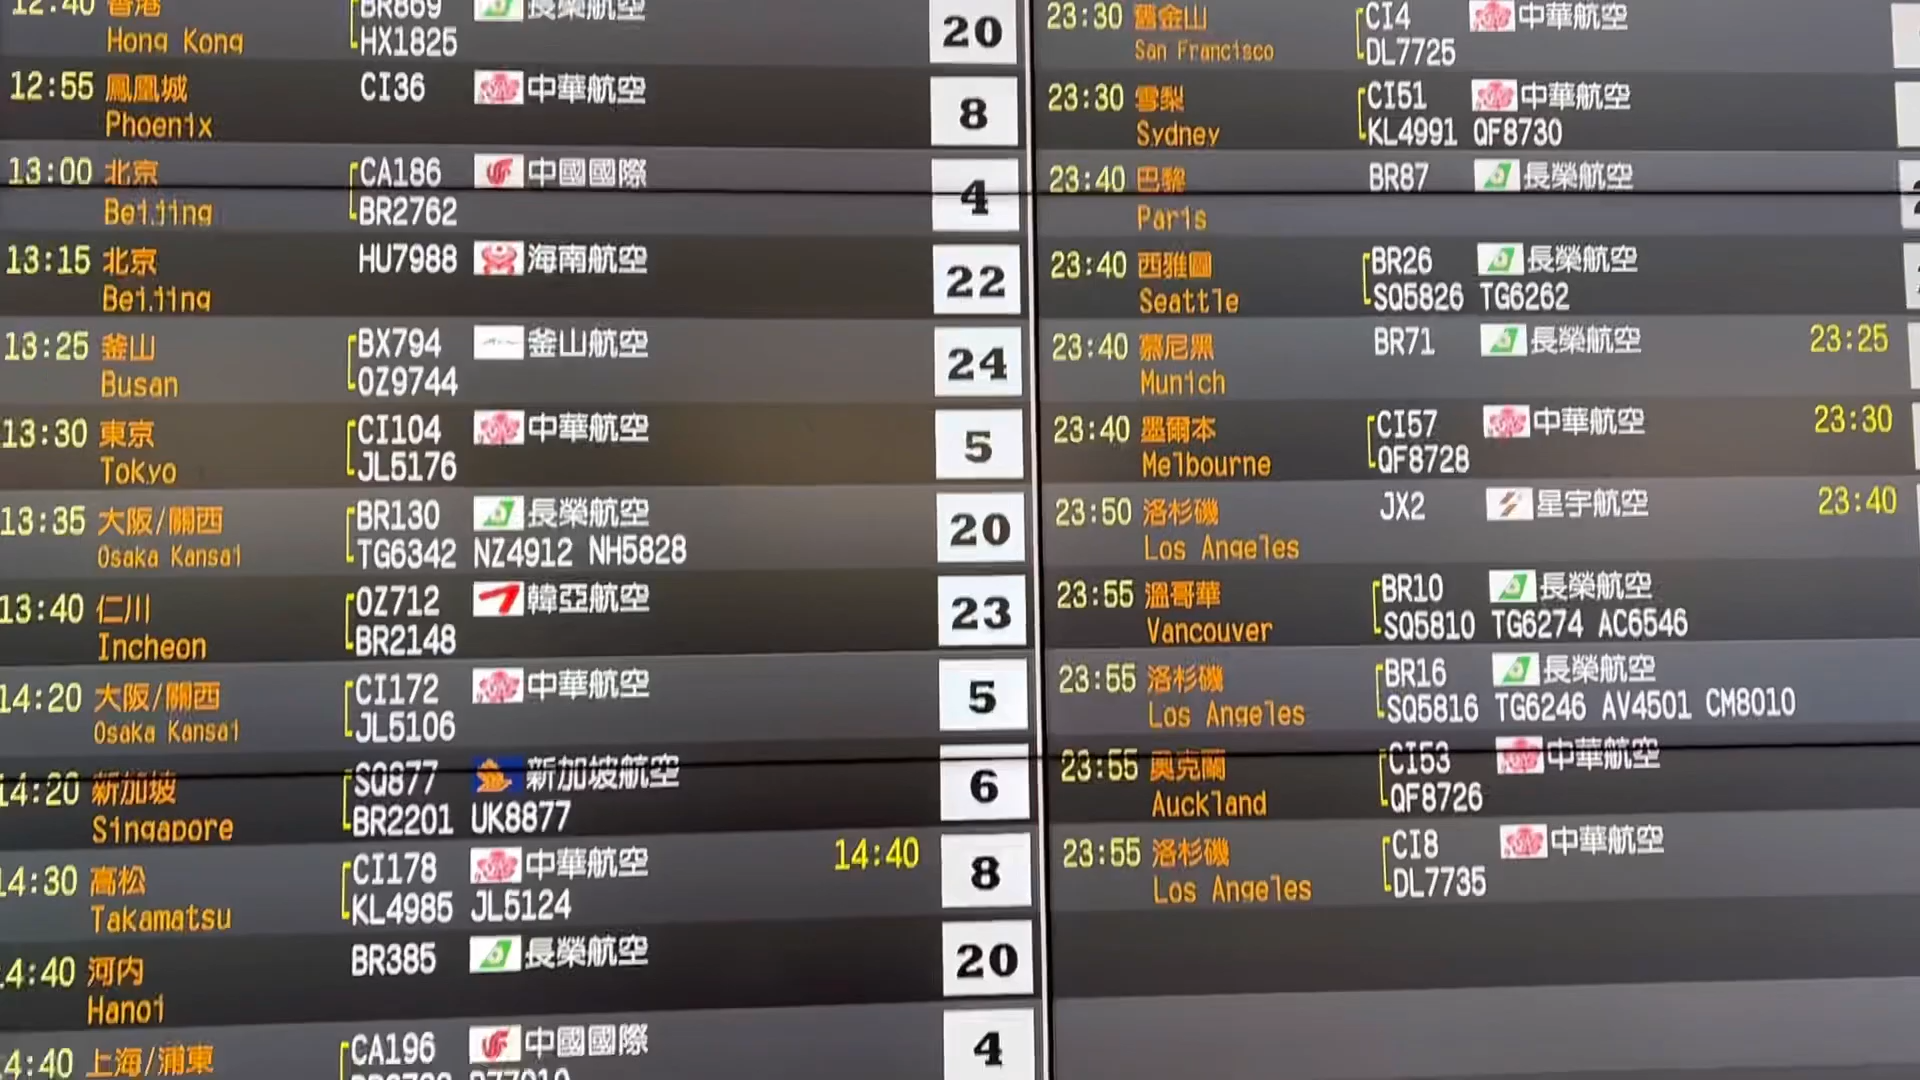 12:40 香港 BR869 長榮航空 20
Hong Kong HX1825
12:55 鳳凰城 CI36 中華航空 8
Phoenix
13:00 北京 CA186 中國國際 4
Beijing BR2762
13:15 北京 HU7988 海南航空 22
Beijing
13:25 釜山 BX794 釜山航空 24
Busan OZ9744
13:30 東京 CI104 中華航空 5
Tokyo JL5176
13:35 大阪/關西 BR130 長榮航空 20
Osaka Kansai TG6342 NZ4912 NH5828
13:40 仁川 OZ712 韓亞航空 23
Incheon BR2148
14:20 大阪/關西 CI172 中華航空 5
Osaka Kansai JL5106
14:20 新加坡 SQ877 新加坡航空 6
Singapore BR2201 UK8877
14:30 高松 CI178 中華航空 14:40 8
Takamatsu KL4985 JL5124
4:40 河內 BR385 長榮航空 20
Hanoi
4:40 上海/浦東 CA196 中國國際 4
23:30 舊金山 CI4 中華航空
San Francisco DL7725
23:30 雪梨 CI51 中華航空
Sydney KL4991 QF8730
23:40 巴黎 BR87 長榮航空
Paris
23:40 西雅圖 BR26 長榮航空
Seattle SQ5826 TG6262
23:40 慕尼黑 BR71 長榮航空 23:25
Munich
23:40 墨爾本 CI57 中華航空 23:30
Melbourne QF8728
23:50 洛杉磯 JX2 星宇航空 23:40
Los Angeles
23:55 溫哥華 BR10 長榮航空
Vancouver SQ5810 TG6274 AC6546
23:55 洛杉磯 BR16 長榮航空
Los Angeles SQ5816 TG6246 AV4501 CM8010
23:55 奧克蘭 CI53 中華航空
Auckland QF8726
23:55 洛杉磯 CI8 中華航空
Los Angeles DL7735